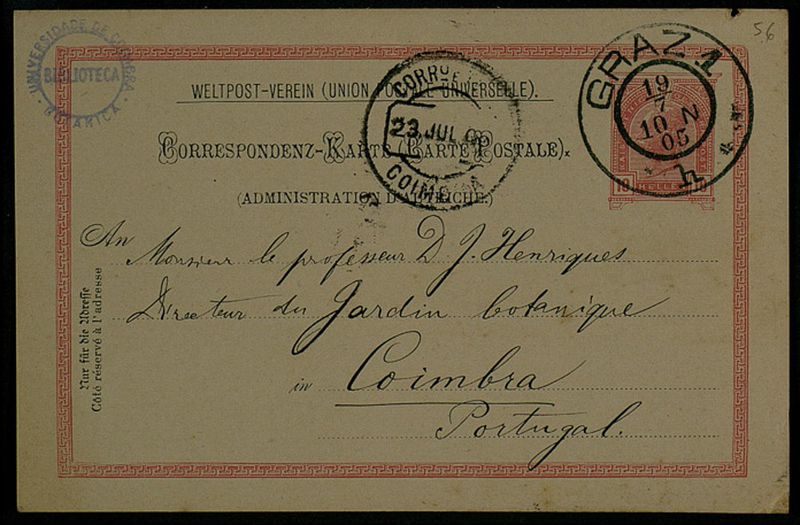 56
UNIVERSIDADE DE COIMBRA
BIBLIOTECA
BOTANICA
WELTPOST-VEREIN (UNION POSTALE UNIVERSELLE).
CORREIO
23 JUL 05
COIMBRA
GRAZ 1
19
7
10 N
05
CORRESPONDENZ-KARTE (CARTE POSTALE).
10 HELLER 10
(ADMINISTRATION D'AUTRICHE.)
An Monsieur le professeur D J. Henriques
Directeur du Jardin botanique
in Coimbra
Portugal.
Nur für die Adresse
Côté réservé à l'adresse